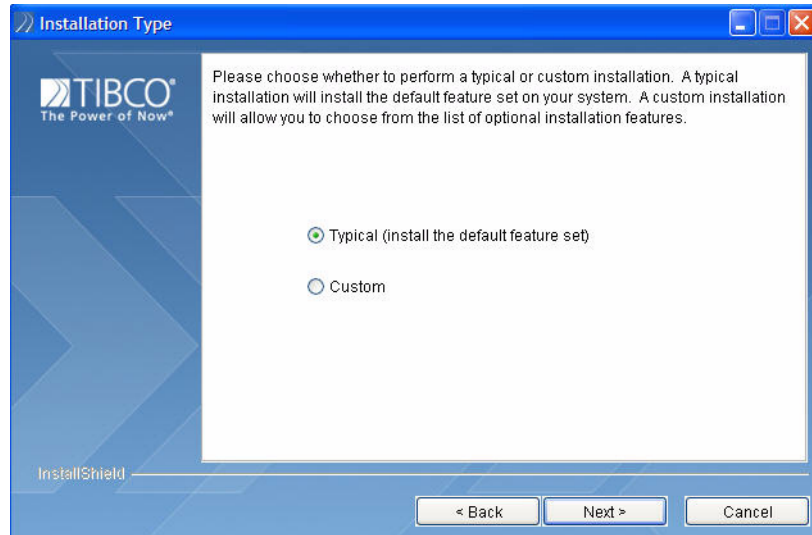 Installation Type
TIBCO®
The Power of Now®
Please choose whether to perform a typical or custom installation. A typical
installation will install the default feature set on your system. A custom installation
will allow you to choose from the list of optional installation features.
Typical (install the default feature set)
Custom
InstallShield
< Back
Next >
Cancel